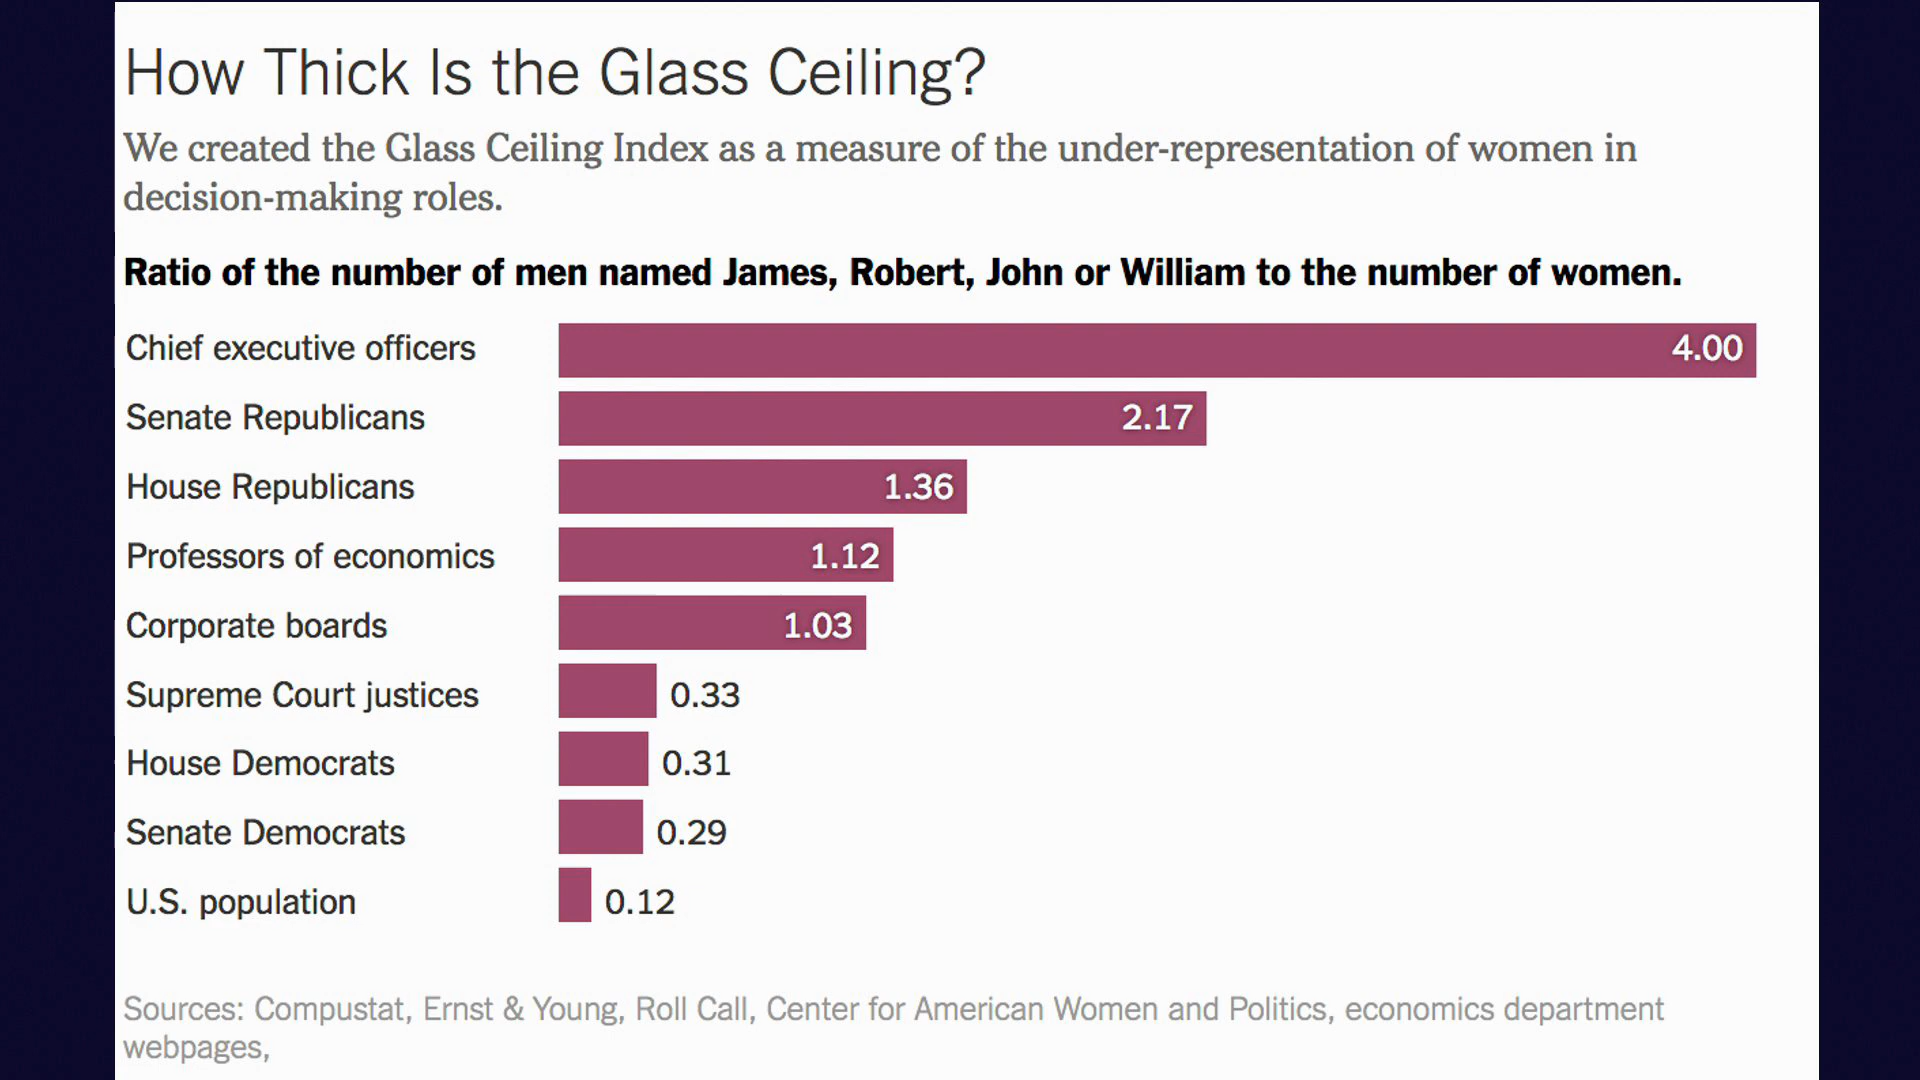 How Thick Is the Glass Ceiling?
We created the Glass Ceiling Index as a measure of the under-representation of women in
decision-making roles.
Ratio of the number of men named James, Robert, John or William to the number of women.
Chief executive officers 4.00
Senate Republicans 2.17
House Republicans 1.36
Professors of economics 1.12
Corporate boards 1.03
Supreme Court justices 0.33
House Democrats 0.31
Senate Democrats 0.29
U.S. population 0.12
Sources: Compustat, Ernst & Young, Roll Call, Center for American Women and Politics, economics department
webpages,